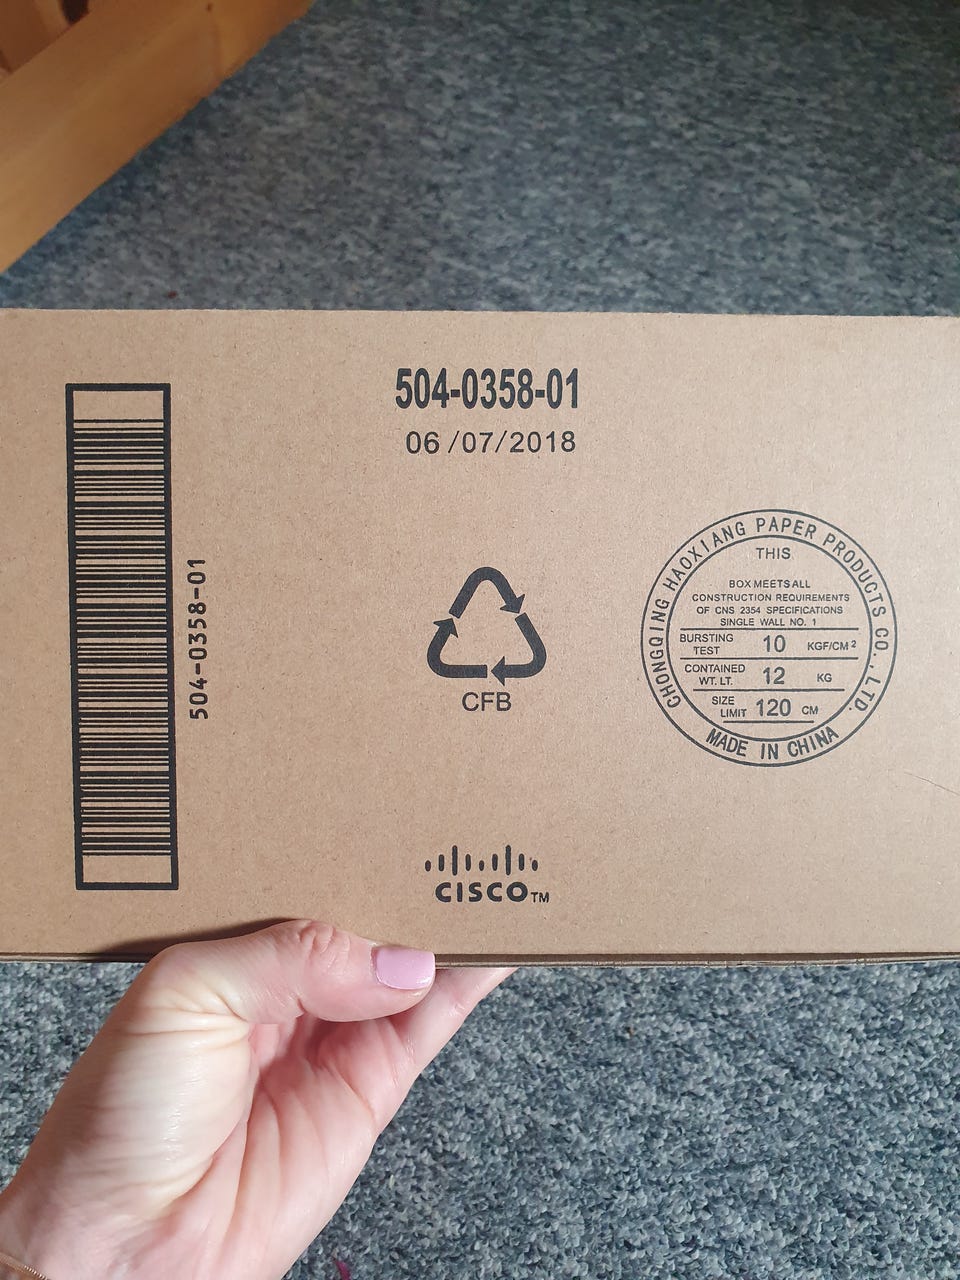 504-0358-01
06 /07/2018
504-0358-01
CFB
CHONGQING HAOXIANG PAPER PRODUCTS CO., LTD.
THIS
BOX MEETS ALL
CONSTRUCTION REQUIREMENTS
OF CNS 2354 SPECIFICATIONS
SINGLE WALL NO. 1
BURSTING TEST 10 KGF/CM²
CONTAINED WT. LT. 12 KG
SIZE LIMIT 120 CM
MADE IN CHINA
CISCO™